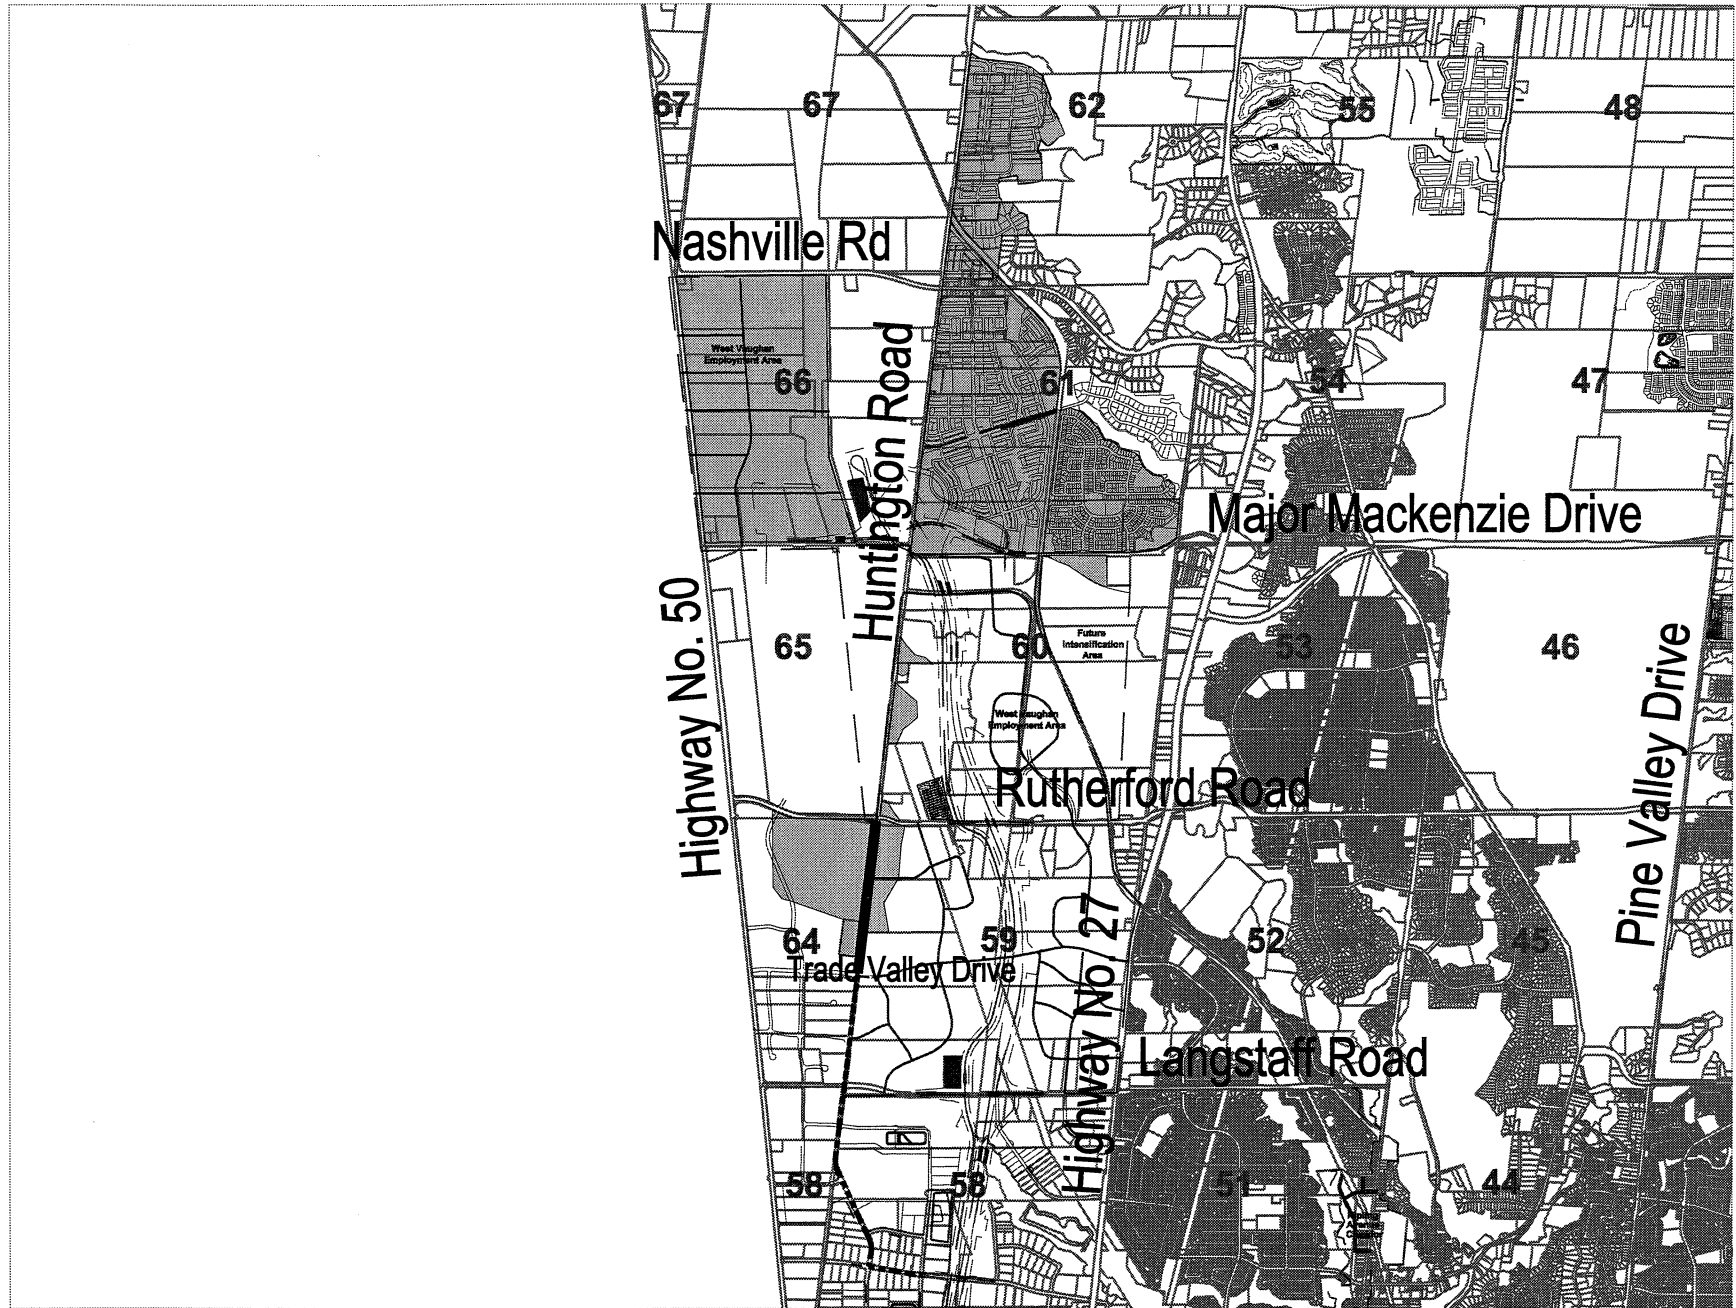 67
67
62
55
48
Nashville Rd
West Vaughan
Employment Area
66
61
54
47
Huntington Road
Major Mackenzie Drive
Highway No. 50
65
60
Future
Intensification
Area
53
46
West Vaughan
Employment Area
Rutherford Road
Pine Valley Drive
64
59
52
45
Trade Valley Drive
Highway No. 27
Langstaff Road
58
58
51
44